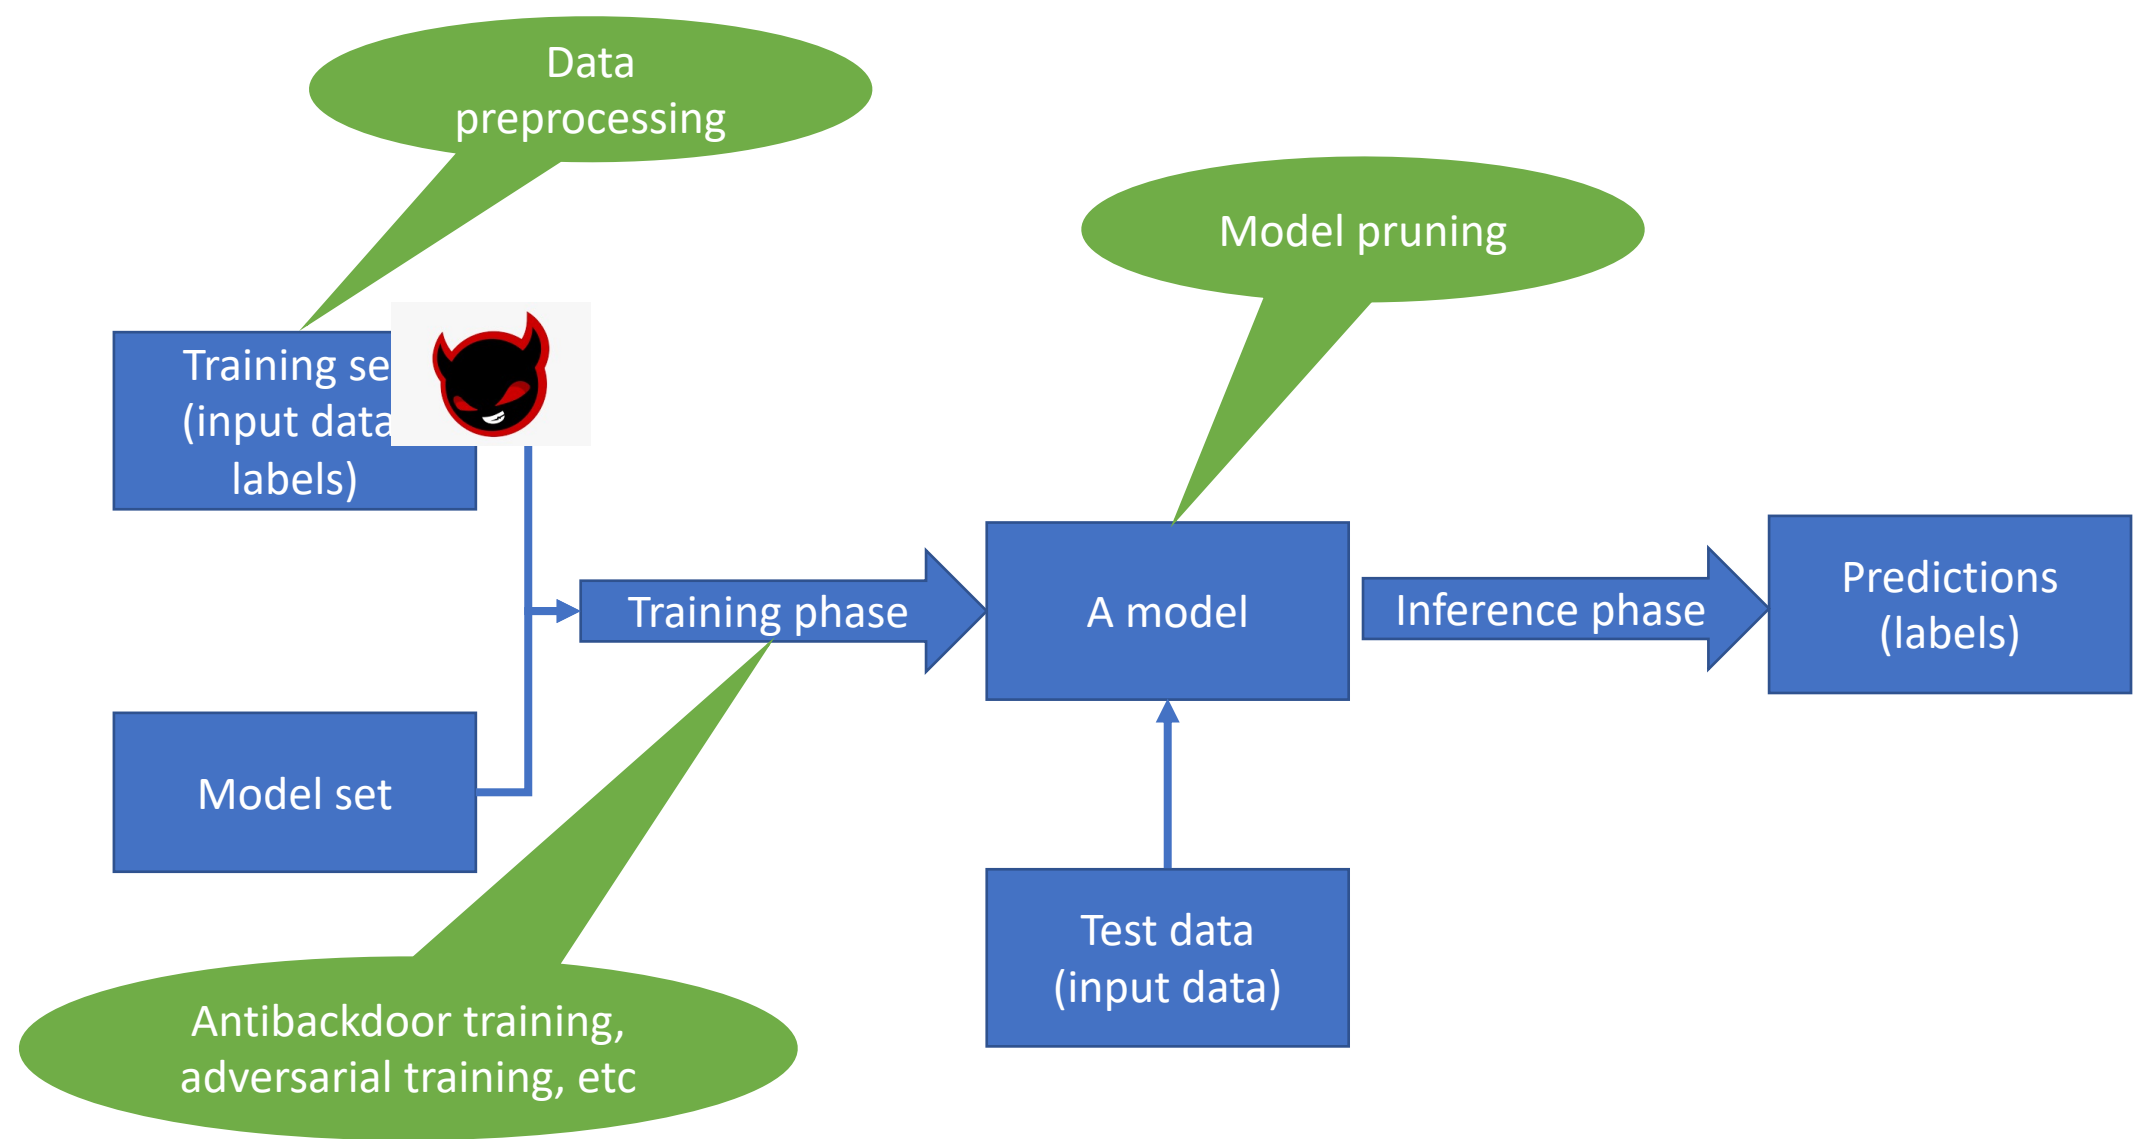 Data
preprocessing
Model pruning
Training se
(input data
labels)
Training phase
A model
Inference phase
Predictions
(labels)
Model set
Test data
(input data)
Antibackdoor training,
adversarial training, etc